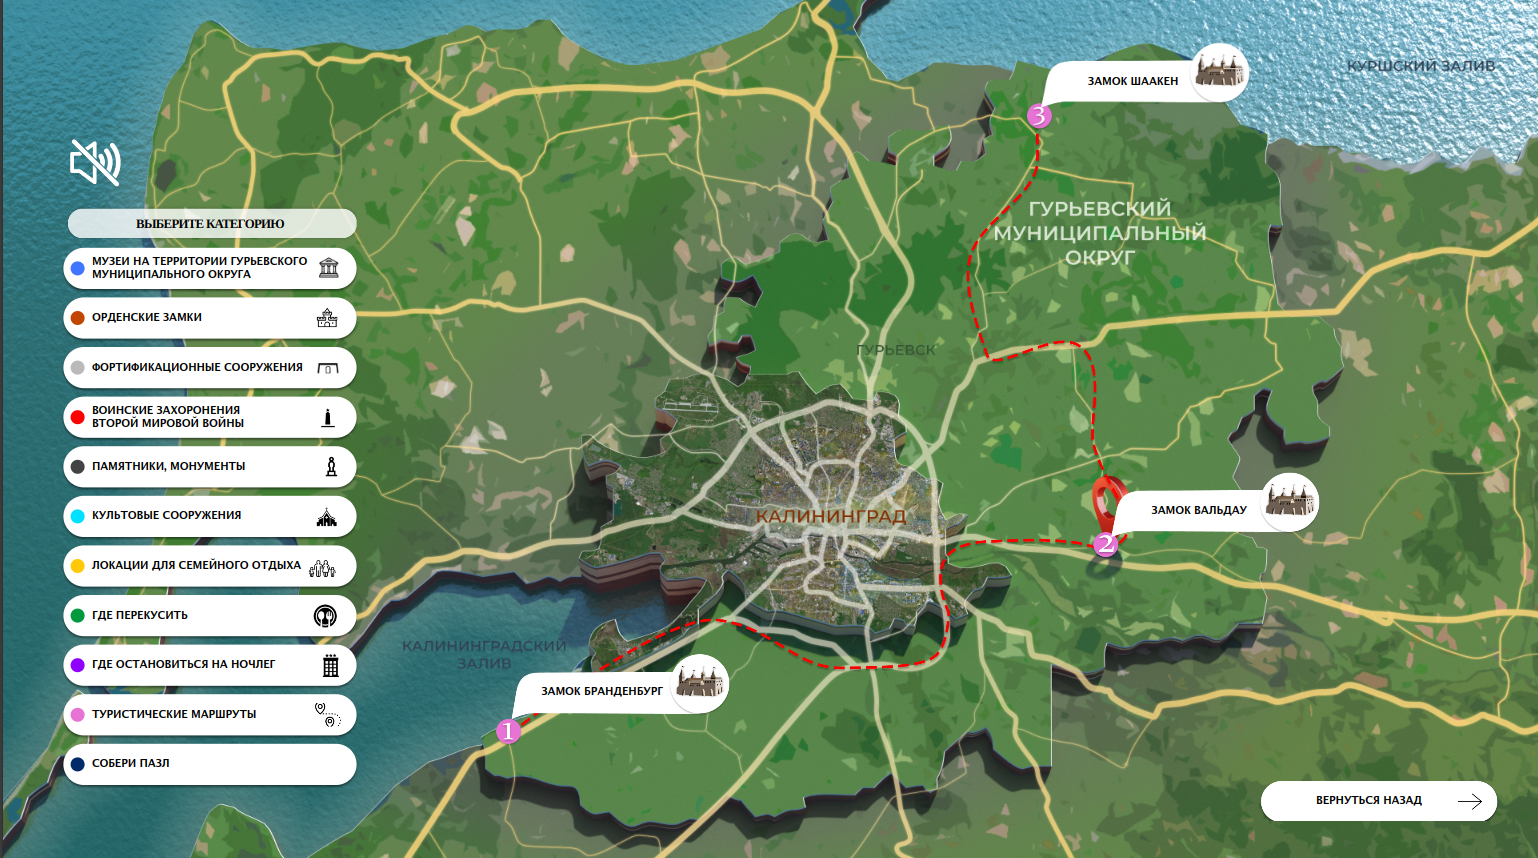 КУРШСКИЙ ЗАЛИВ
ЗАМОК ШААКЕН
3
ГУРЬЕВСКИЙ
МУНИЦИПАЛЬНЫЙ
ОКРУГ
ВЫБЕРИТЕ КАТЕГОРИЮ
МУЗЕИ НА ТЕРРИТОРИИ ГУРЬЕВСКОГО
МУНИЦИПАЛЬНОГО ОКРУГА
ОРДЕНСКИЕ ЗАМКИ
ФОРТИФИКАЦИОННЫЕ СООРУЖЕНИЯ
ВОИНСКИЕ ЗАХОРОНЕНИЯ
ВТОРОЙ МИРОВОЙ ВОЙНЫ
ПАМЯТНИКИ, МОНУМЕНТЫ
КУЛЬТОВЫЕ СООРУЖЕНИЯ
ЛОКАЦИИ ДЛЯ СЕМЕЙНОГО ОТДЫХА
ГДЕ ПЕРЕКУСИТЬ
ГДЕ ОСТАНОВИТЬСЯ НА НОЧЛЕГ
ТУРИСТИЧЕСКИЕ МАРШРУТЫ
СОБЕРИ ПАЗЛ
ГУРЬЕВСК
КАЛИНИНГРАД
ЗАМОК ВАЛЬДАУ
2
КАЛИНИНГРАДСКИЙ
ЗАЛИВ
ЗАМОК БРАНДЕНБУРГ
1
ВЕРНУТЬСЯ НАЗАД